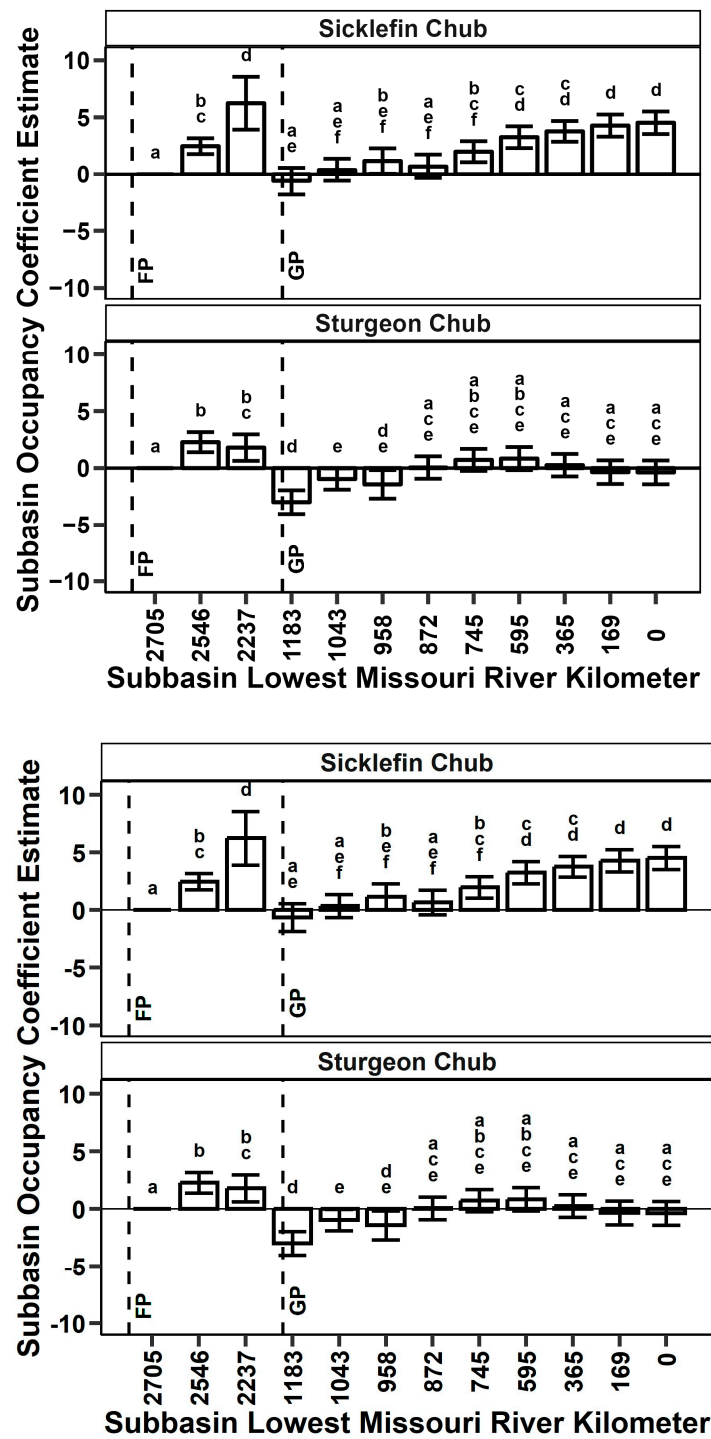 Subbasin Occupancy Coefficient Estimate
Sicklefin Chub
10
5
0
−5
−10
a
b
c
d
a
e
a
e
f
b
e
f
a
e
f
b
c
f
c
d
c
d
d
d
FP
GP
Sturgeon Chub
10
5
0
−5
−10
a
b
b
c
d
e
d
e
a
c
e
a
b
c
e
a
b
c
e
a
c
e
a
c
e
a
c
e
FP
GP
2705
2546
2237
1183
1043
958
872
745
595
365
169
0
Subbasin Lowest Missouri River Kilometer
Subbasin Occupancy Coefficient Estimate
Sicklefin Chub
10
5
0
-5
-10
a
b
c
d
a
e
a
e
f
b
e
f
a
e
f
b
c
f
c
d
c
d
d
d
FP
GP
Sturgeon Chub
10
5
0
-5
-10
a
b
b
c
d
e
d
e
a
c
e
a
b
c
e
a
b
c
e
a
c
e
a
c
e
a
c
e
FP
GP
2705
2546
2237
1183
1043
958
872
745
595
365
169
0
Subbasin Lowest Missouri River Kilometer